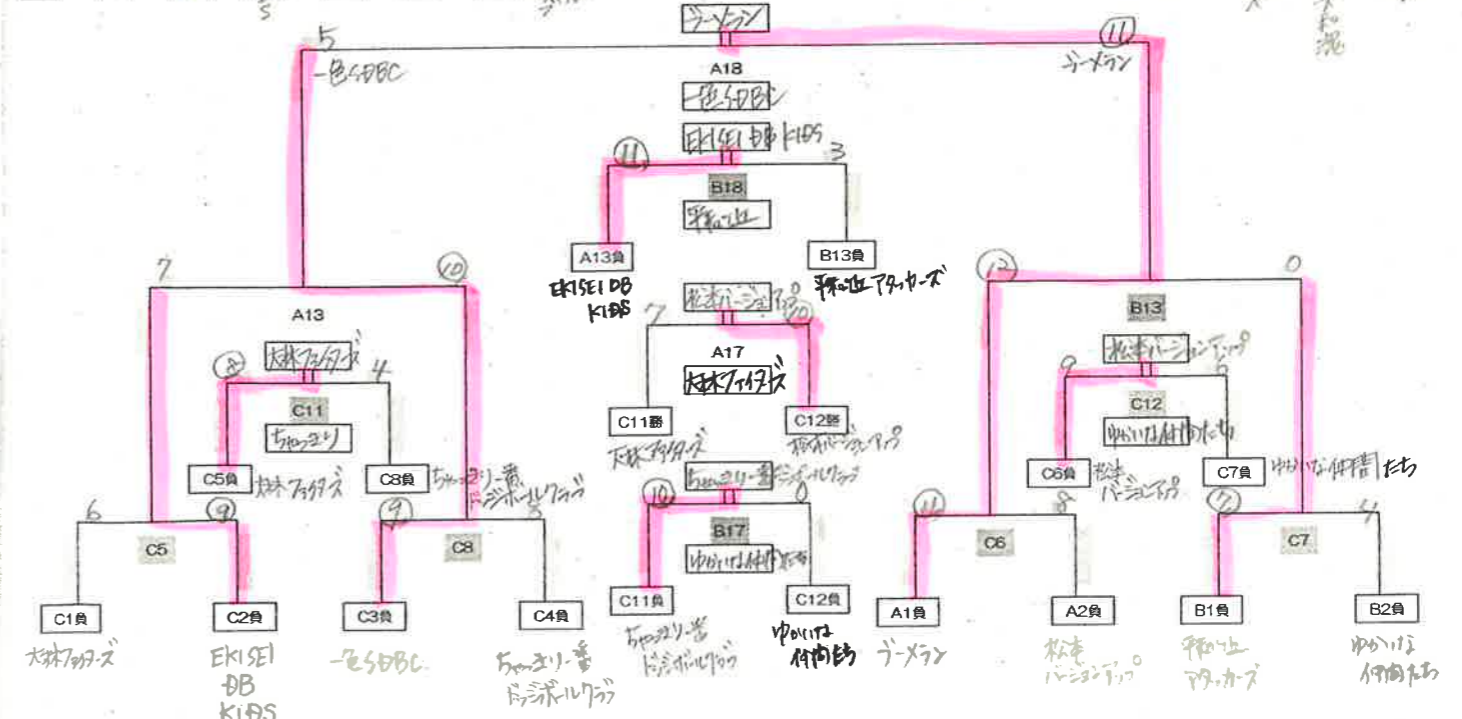 ブーメラン
5
⑪
一色SDBC
ブーメラン
A18
一色SDBC
EKISEI DB KIDS
⑪
3
B18
平和が丘
A13負
B13負
EKISEI DB
KIDS
平和が丘アタッカーズ
7
⑩
⑫
0
A13
B13
松本バージョンアップ
7
⑩
A17
大林ファイターズ
C11勝
C12勝
大林ファイターズ
松本バージョンアップ
大林ファイターズ
⑧
4
C11
ちゃっきり
C5負
大林ファイターズ
C8負
ちゃっきり一番
ドッジボールクラブ
松本バージョンアップ
9
6
C12
ゆかいな仲間たち
C6負
松本
バージョンアップ
C7負
ゆかいな仲間たち
ちゃっきり一番ドッジボールクラブ
⑩
0
B17
ゆかいな仲間たち
C11負
C12負
ちゃっきり一番
ドッジボールクラブ
ゆかいな
仲間たち
6
⑨
⑨
C5
C8
C1負
C2負
C3負
C4負
大林ファイターズ
EKISEI
DB
KIDS
一色SDBC
ちゃっきり一番
ドッジボールクラブ
⑪
8
⑦
4
C6
C7
A1負
A2負
B1負
B2負
ブーメラン
松本
バージョンアップ
平和が丘
アタッカーズ
ゆかいな
仲間たち